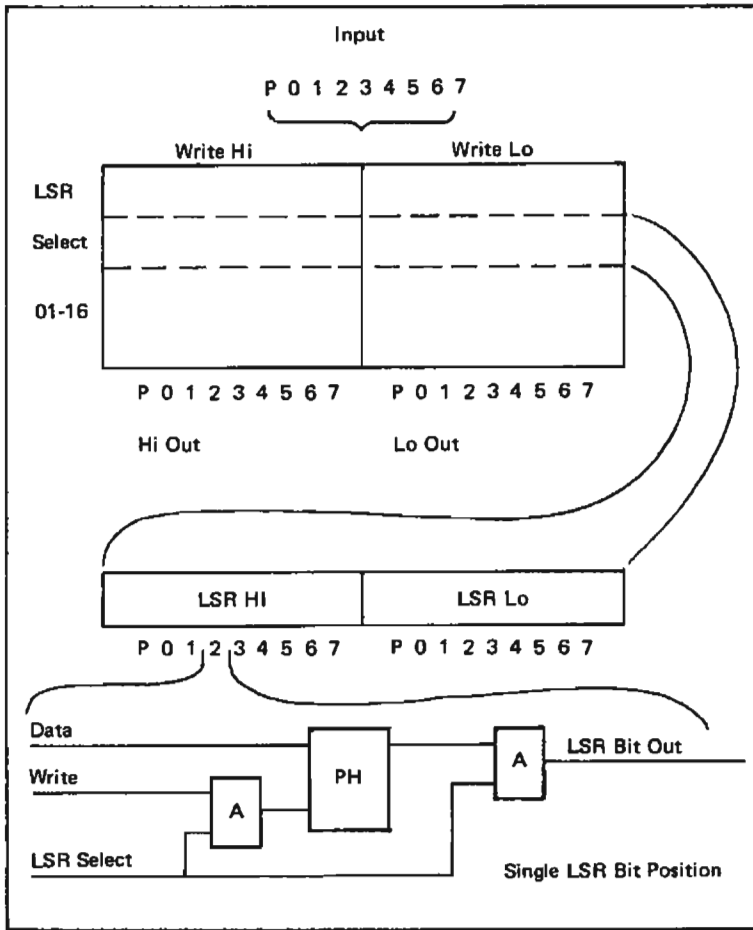 Input
P 0 1 2 3 4 5 6 7
Write Hi Write Lo
LSR
Select
01-16
P 0 1 2 3 4 5 6 7 P 0 1 2 3 4 5 6 7
Hi Out Lo Out
LSR HI LSR Lo
P 0 1 2 3 4 5 6 7 P 0 1 2 3 4 5 6 7
Data
LSR Bit Out
Write
PH
A
A
LSR Select
Single LSR Bit Position